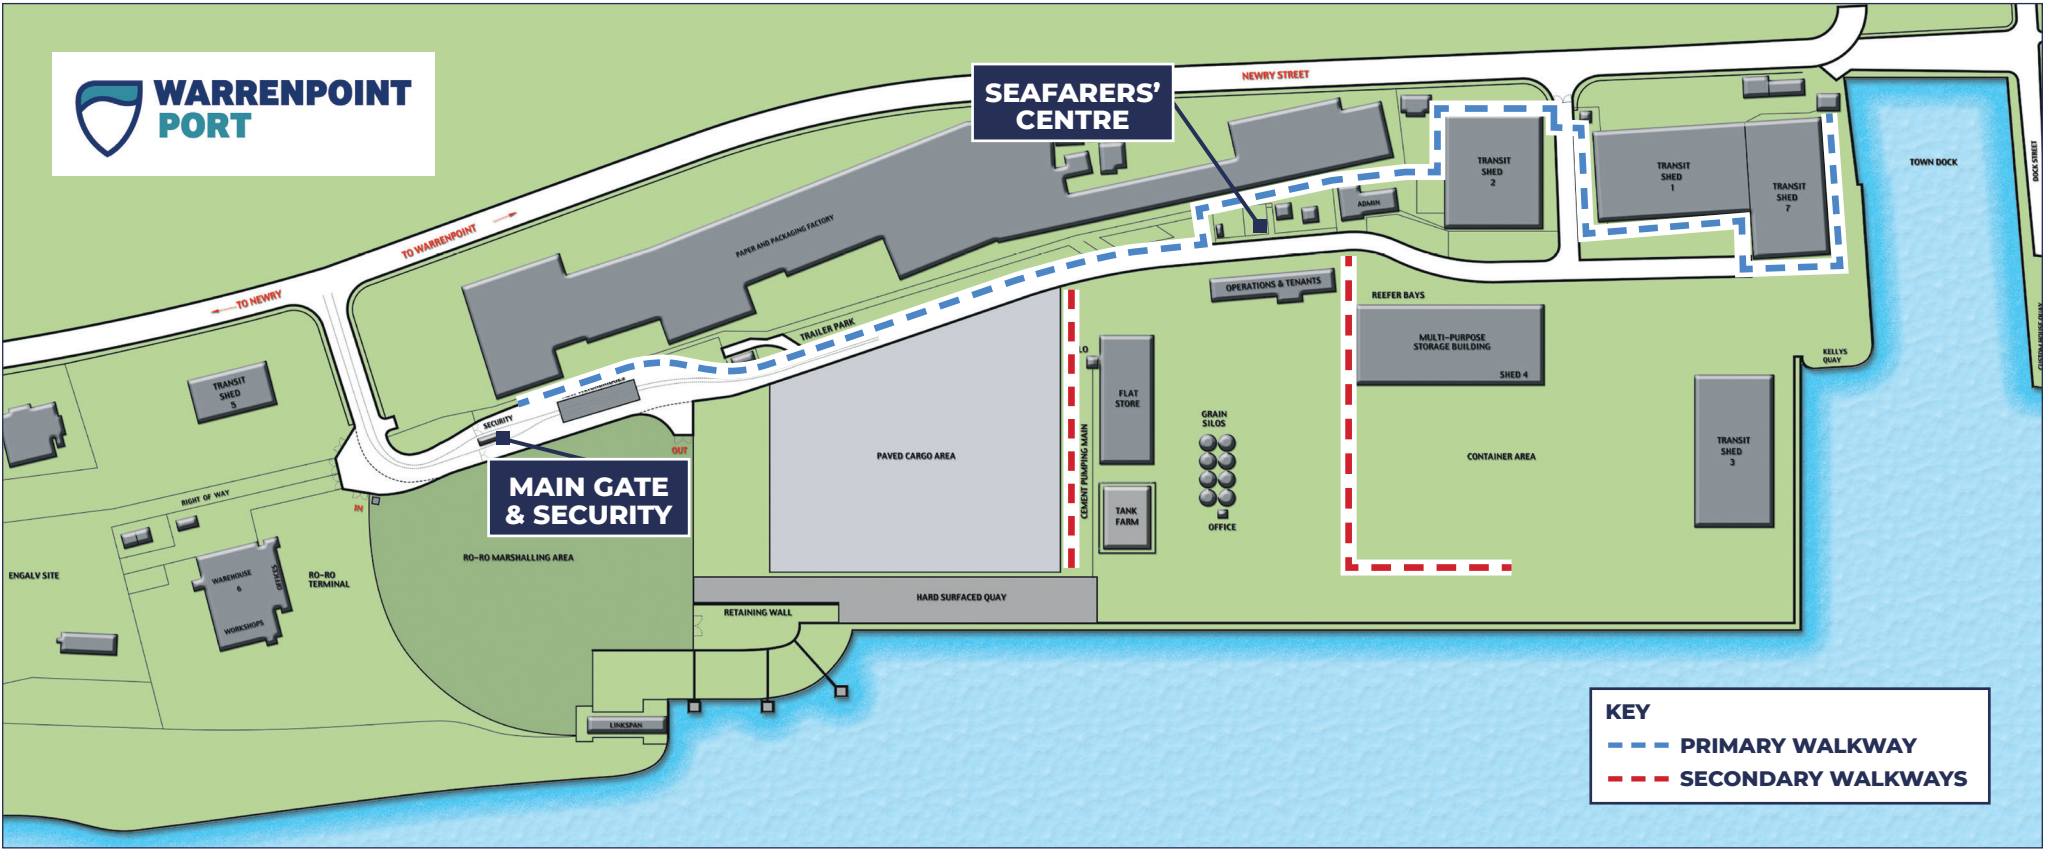 WARRENPOINT
PORT
SEAFARERS'
CENTRE
NEWRY STREET
TO WARRENPOINT
TO NEWRY
PAPER AND PACKAGING FACTORY
TRANSIT
SHED
2
TRANSIT
SHED
1
TRANSIT
SHED
7
TOWN DOCK
DOCK STREET
ADMIN
OPERATIONS & TENANTS
REEFER BAYS
MULTI-PURPOSE
STORAGE BUILDING
SHED 4
KELLYS
QUAY
CUSTOM HOUSE QUAY
TRAILER PARK
TRANSIT
SHED
5
SECURITY
MAIN GATE
& SECURITY
OUT
IN
RIGHT OF WAY
PAVED CARGO AREA
CEMENT PUMPING MAIN
LO
FLAT
STORE
TANK
FARM
GRAIN
SILOS
OFFICE
CONTAINER AREA
TRANSIT
SHED
3
ENGALV SITE
WAREHOUSE
6
OFFICES
WORKSHOPS
RO-RO
TERMINAL
RO-RO MARSHALLING AREA
HARD SURFACED QUAY
RETAINING WALL
LINKSPAN
KEY
PRIMARY WALKWAY
SECONDARY WALKWAYS